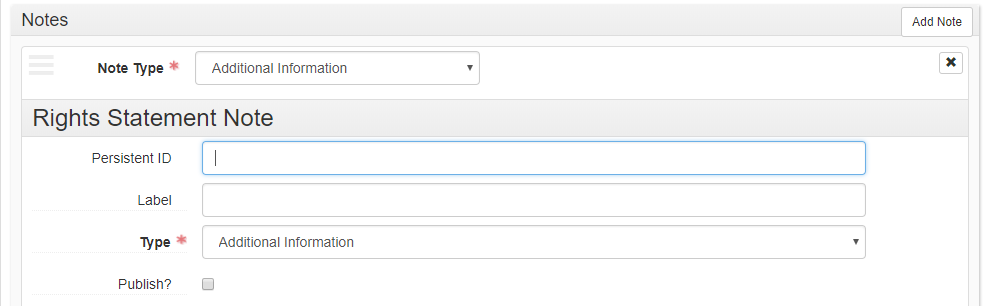 Notes Add Note
Note Type * Additional Information
Rights Statement Note
Persistent ID
Label
Type * Additional Information
Publish?